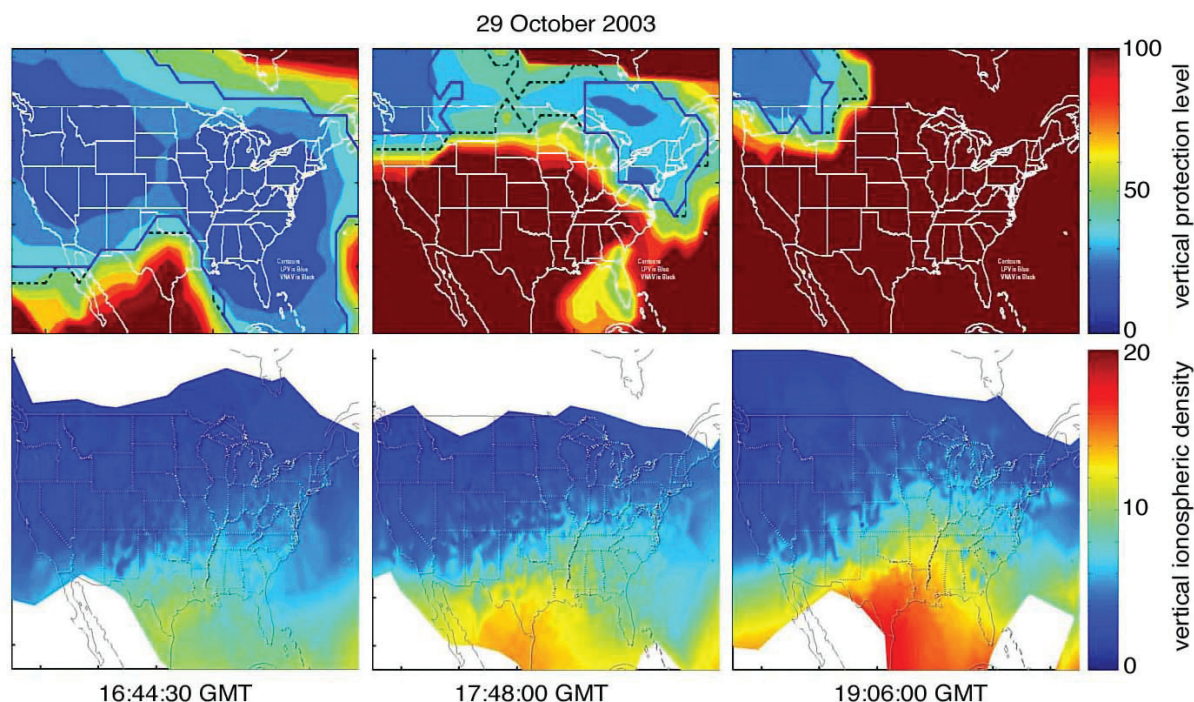 29 October 2003
100
50
0
vertical protection level
Contours
LPV in Blue
VNAV in Black
Contours
LPV in Blue
VNAV in Black
Contours
LPV in Blue
VNAV in Black
20
10
0
vertical ionospheric density
16:44:30 GMT
17:48:00 GMT
19:06:00 GMT